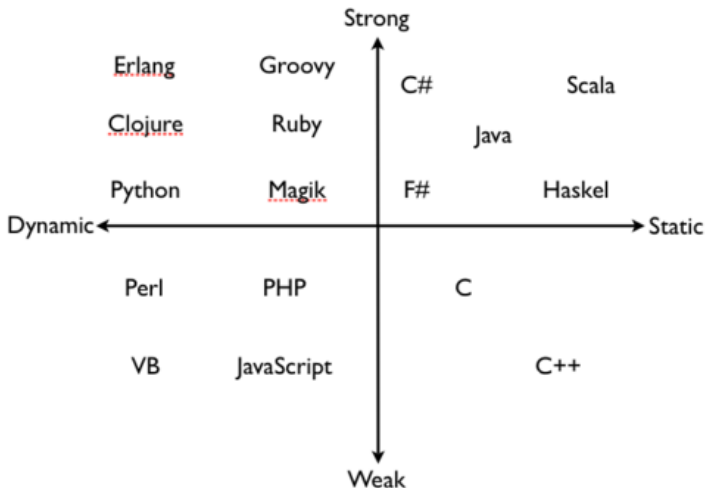 Strong
Erlang Groovy C# Scala
Clojure Ruby Java
Python Magik F# Haskel
Dynamic Static
Perl PHP C
VB JavaScript C++
Weak